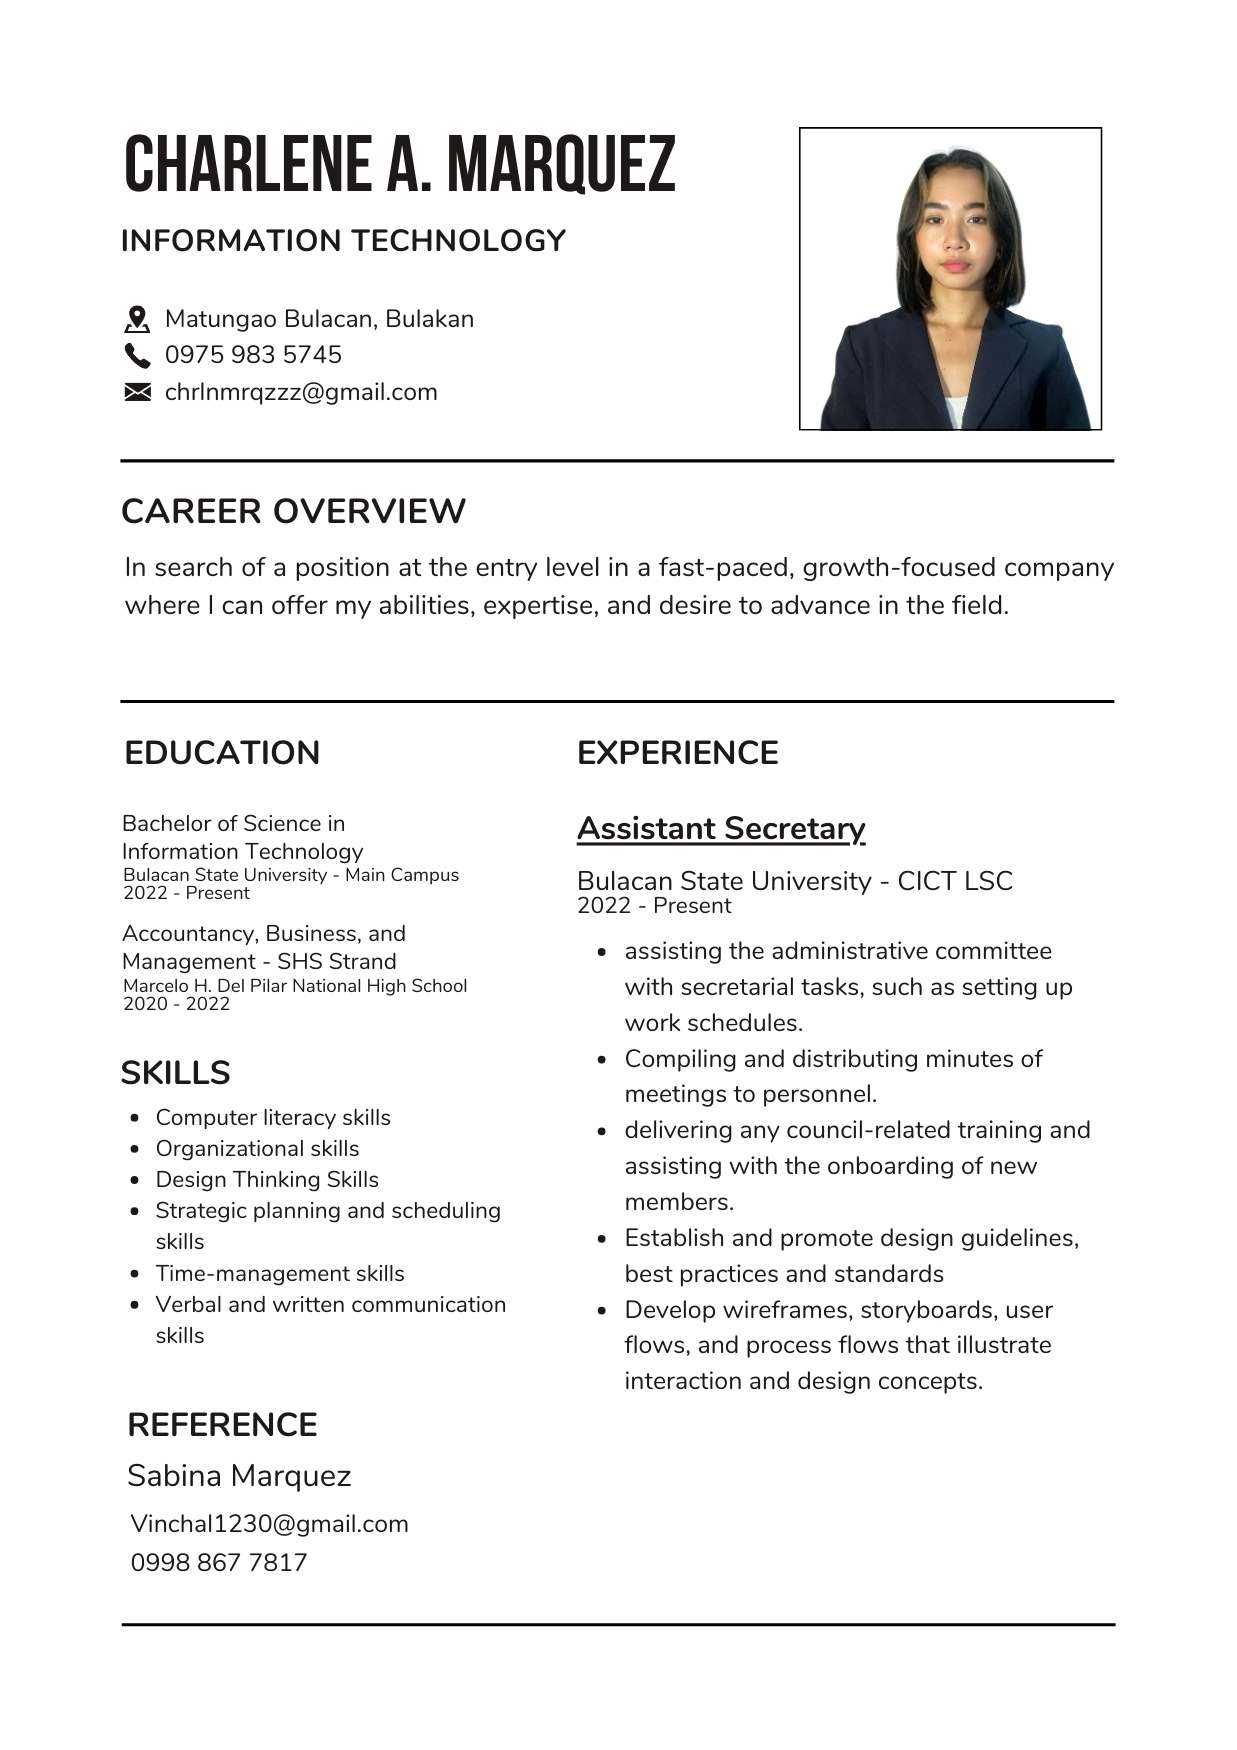 CHARLENE A. MARQUEZ
INFORMATION TECHNOLOGY
Matungao Bulacan, Bulakan
0975 983 5745
chrlnmrqzzz@gmail.com
CAREER OVERVIEW
In search of a position at the entry level in a fast-paced, growth-focused company
where I can offer my abilities, expertise, and desire to advance in the field.
EDUCATION
Bachelor of Science in
Information Technology
Bulacan State University - Main Campus
2022 - Present
Accountancy, Business, and
Management - SHS Strand
Marcelo H. Del Pilar National High School
2020 - 2022
SKILLS
• Computer literacy skills
• Organizational skills
• Design Thinking Skills
• Strategic planning and scheduling
skills
• Time-management skills
• Verbal and written communication
skills
REFERENCE
Sabina Marquez
Vinchal1230@gmail.com
0998 867 7817
EXPERIENCE
Assistant Secretary
Bulacan State University - CICT LSC
2022 - Present
• assisting the administrative committee
with secretarial tasks, such as setting up
work schedules.
• Compiling and distributing minutes of
meetings to personnel.
• delivering any council-related training and
assisting with the onboarding of new
members.
• Establish and promote design guidelines,
best practices and standards
• Develop wireframes, storyboards, user
flows, and process flows that illustrate
interaction and design concepts.